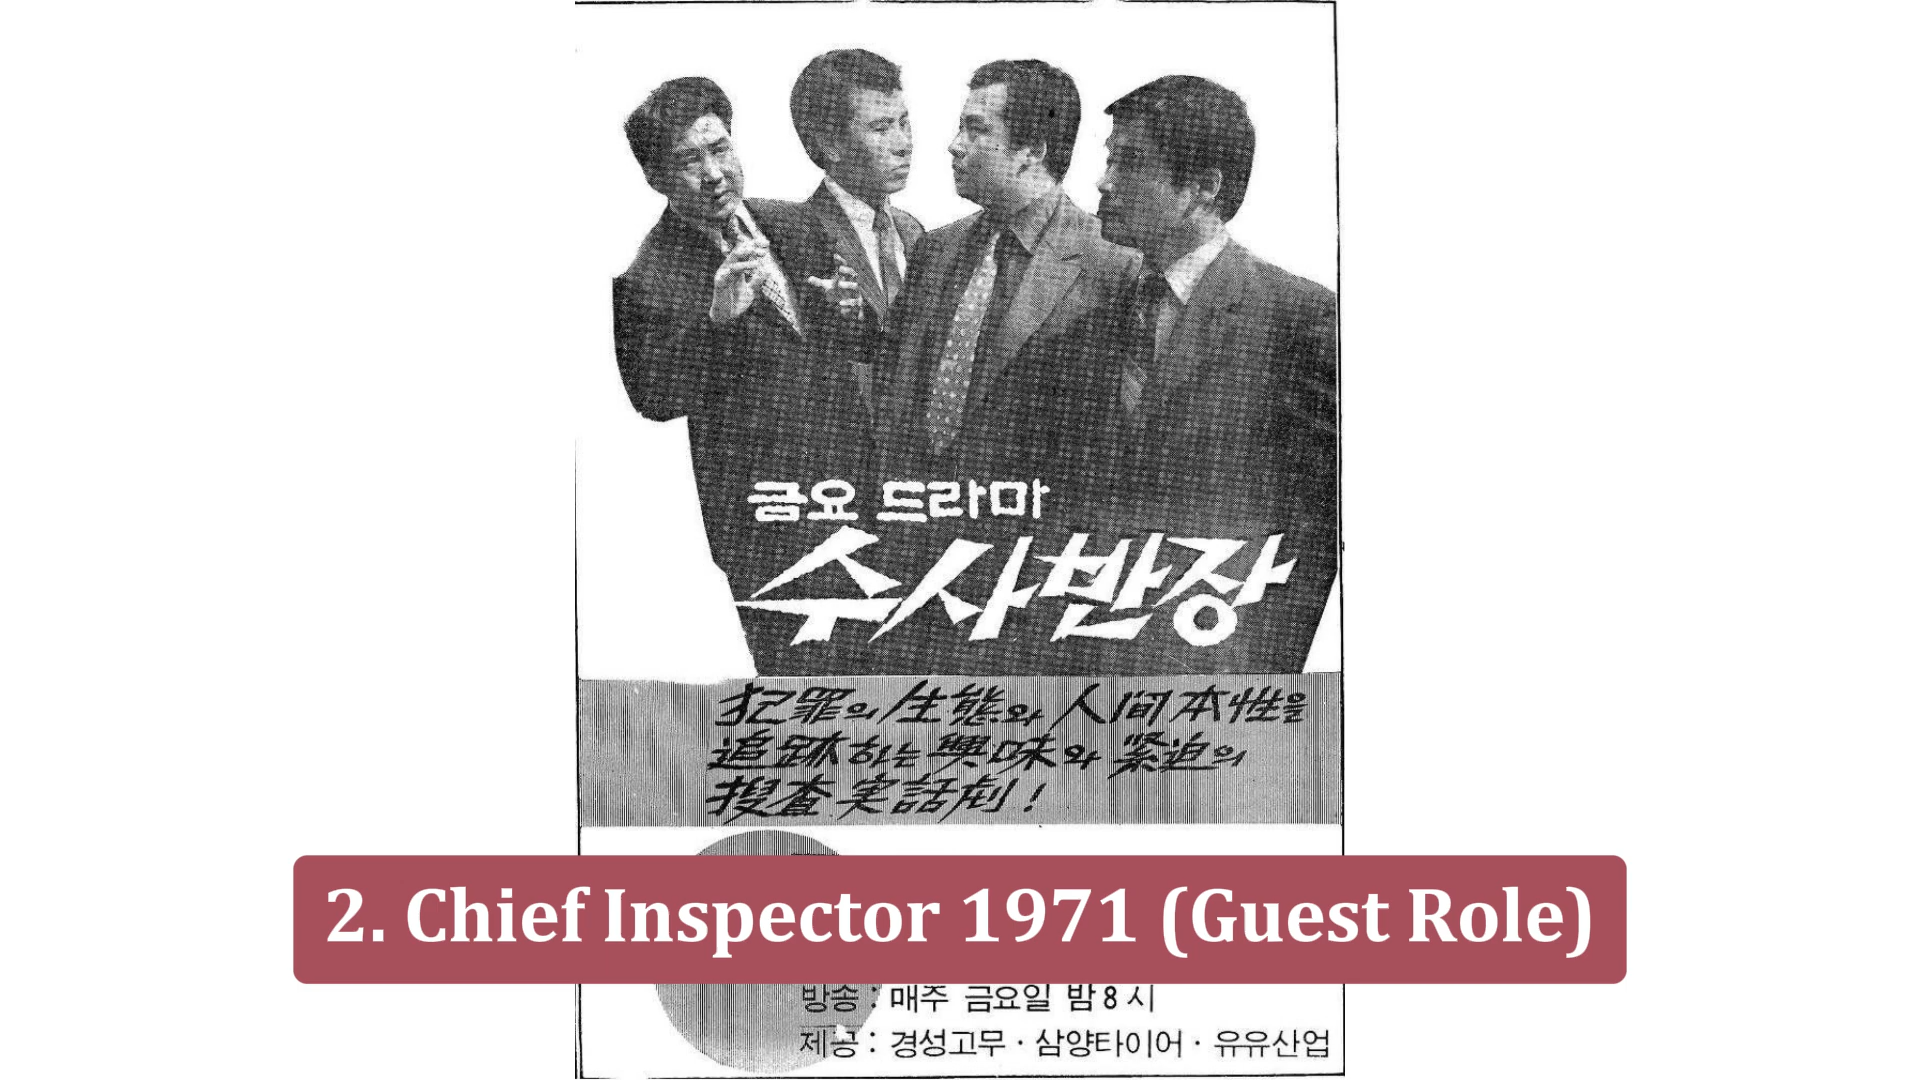 금요 드라마
수사반장
犯罪의 生態와 人间本性을
追跡하는 興味와 緊迫의
搜査 実話劇!
2. Chief Inspector 1971 (Guest Role)
방송 : 매주 금요일 밤 8 시
제공 : 경성고무 · 삼양타이어 · 유유산업